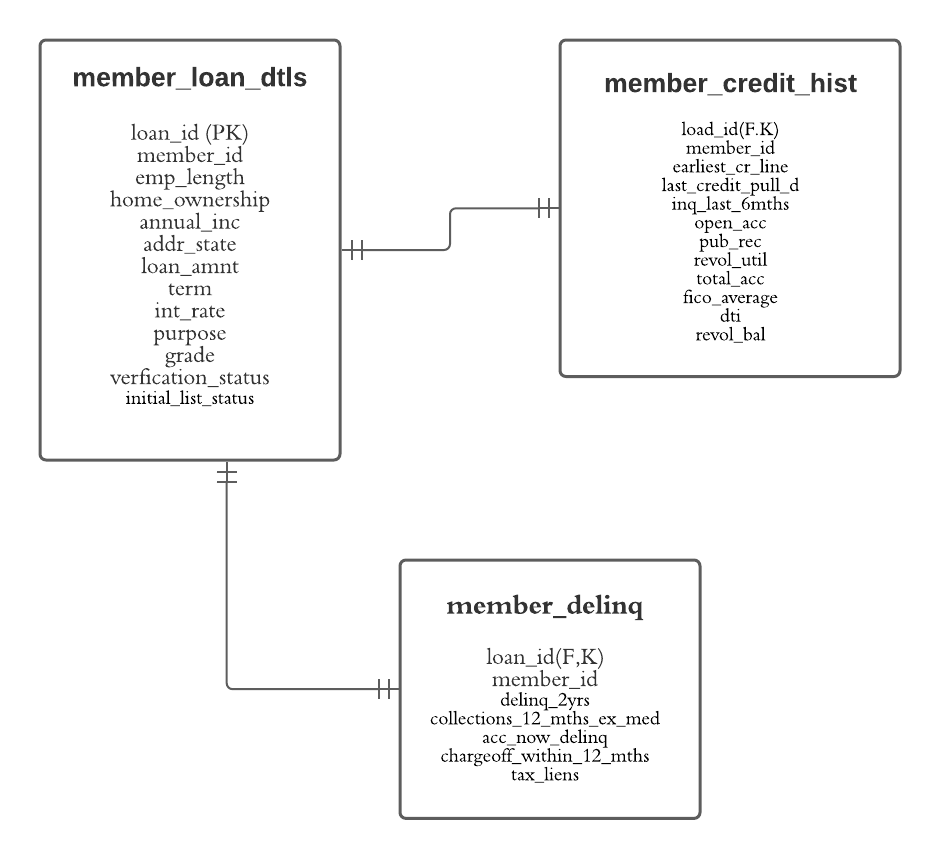 member_loan_dtls
loan_id (PK)
member_id
emp_length
home_ownership
annual_inc
addr_state
loan_amnt
term
int_rate
purpose
grade
verfication_status
initial_list_status
member_credit_hist
load_id(F.K)
member_id
earliest_cr_line
last_credit_pull_d
inq_last_6mths
open_acc
pub_rec
revol_util
total_acc
fico_average
dti
revol_bal
member_delinq
loan_id(F,K)
member_id
delinq_2yrs
collections_12_mths_ex_med
acc_now_delinq
chargeoff_within_12_mths
tax_liens